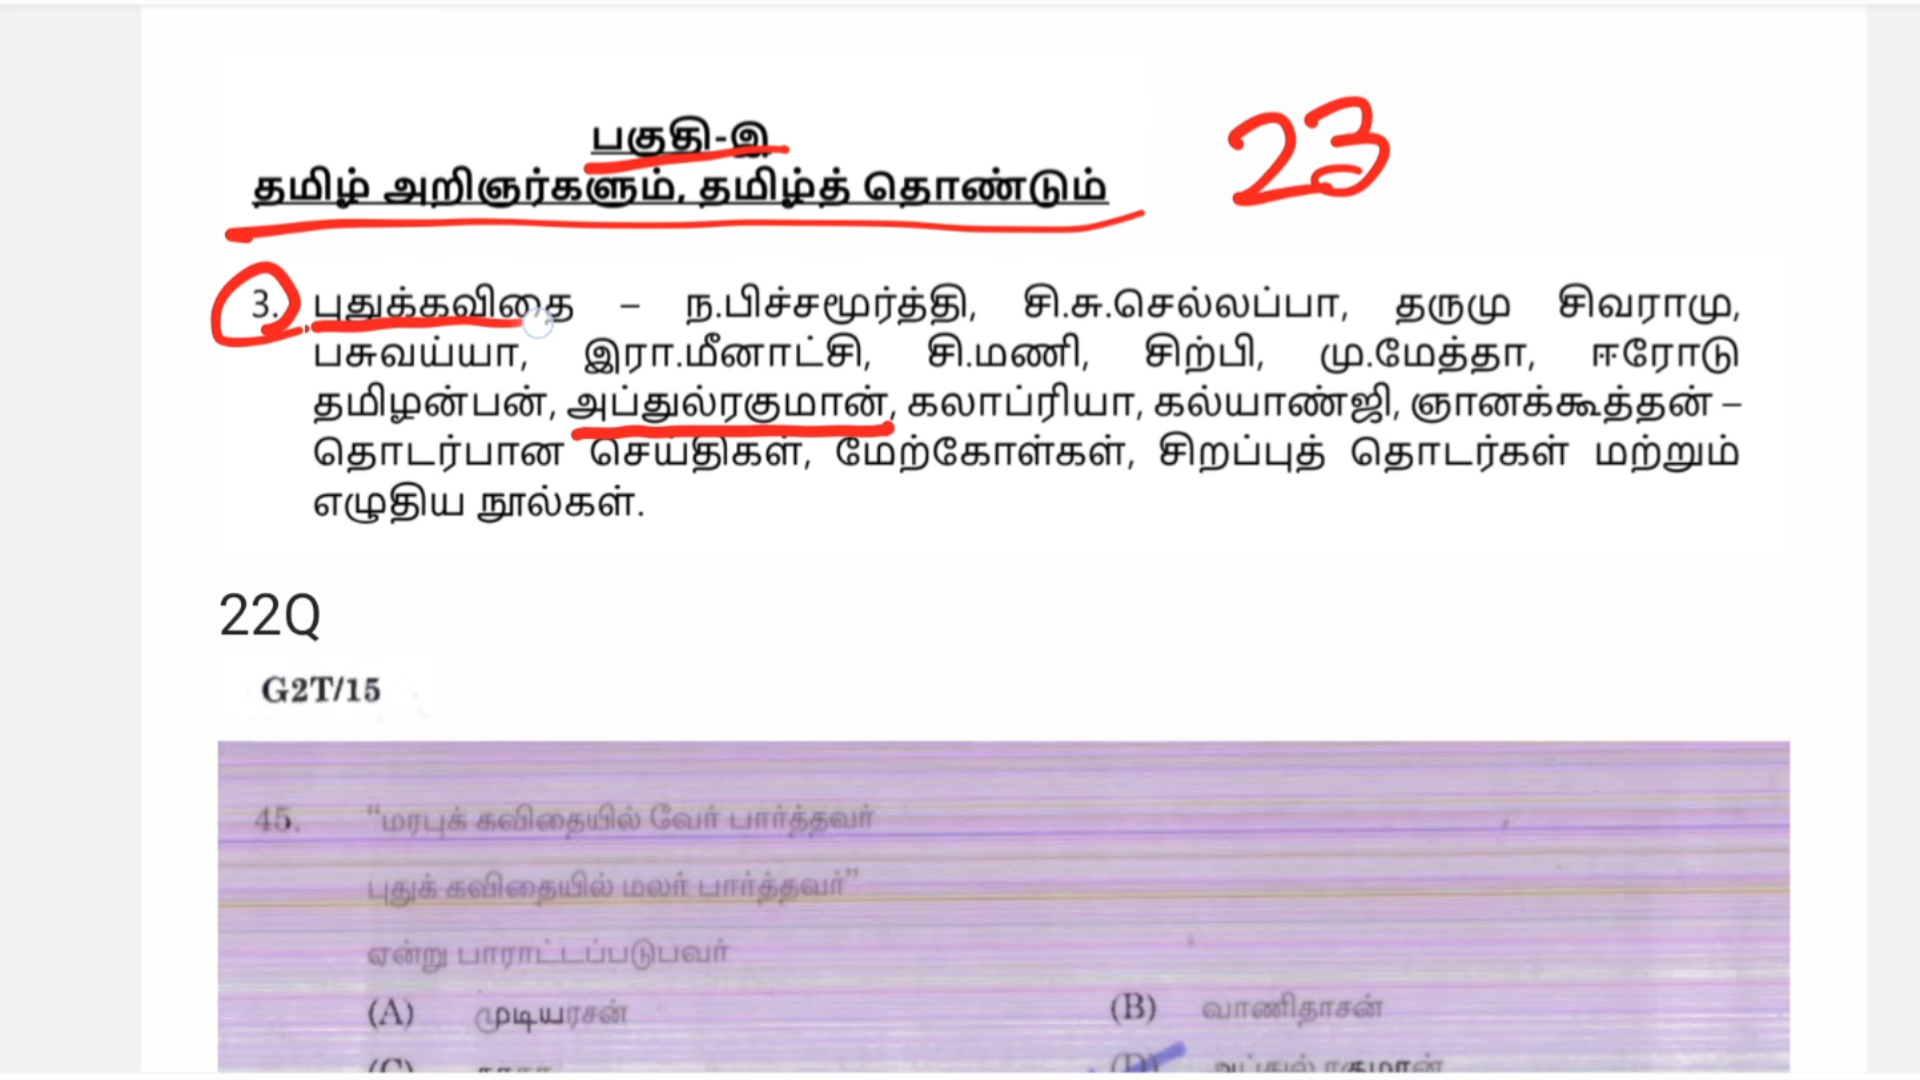 பகுதி-இ
தமிழ் அறிஞர்களும், தமிழ்த் தொண்டும்
23
3. புதுக்கவிதை – ந.பிச்சமூர்த்தி, சி.சு.செல்லப்பா, தருமு சிவராமு,
பசுவய்யா, இரா.மீனாட்சி, சி.மணி, சிற்பி, மு.மேத்தா, ஈரோடு
தமிழன்பன், அப்துல்ரகுமான், கலாப்ரியா, கல்யாண்ஜி, ஞானக்கூத்தன் –
தொடர்பான செய்திகள், மேற்கோள்கள், சிறப்புத் தொடர்கள் மற்றும்
எழுதிய நூல்கள்.
22Q
G2T/15
45. “மரபுக் கவிதையில் வேர் பார்த்தவர்
புதுக் கவிதையில் மலர் பார்த்தவர்”
என்று பாராட்டப்படுபவர்
(A) முடியரசன் (B) வாணிதாசன்
(C) (D) அப்துல் ரகுமான்